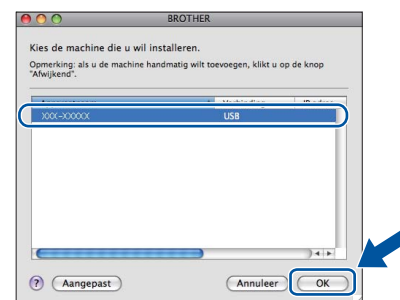 BROTHER
Kies de machine die u wil installeren.
Opmerking: als u de machine handmatig wilt toevoegen, klikt u op de knop
"Afwijkend".
XXX-XXXXX USB
? Aangepast Annuleer OK